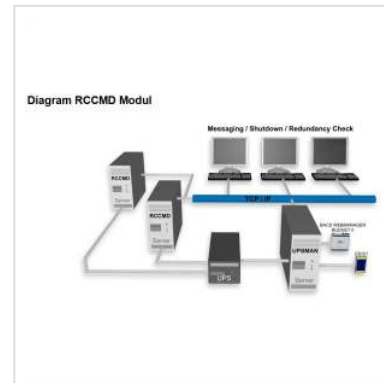 Diagram RCCMD Modul
Messaging / Shutdown / Redundancy Check
RCCMD
Server
RCCMD
Server
TCP / IP
UPSMAN
Server
UPS